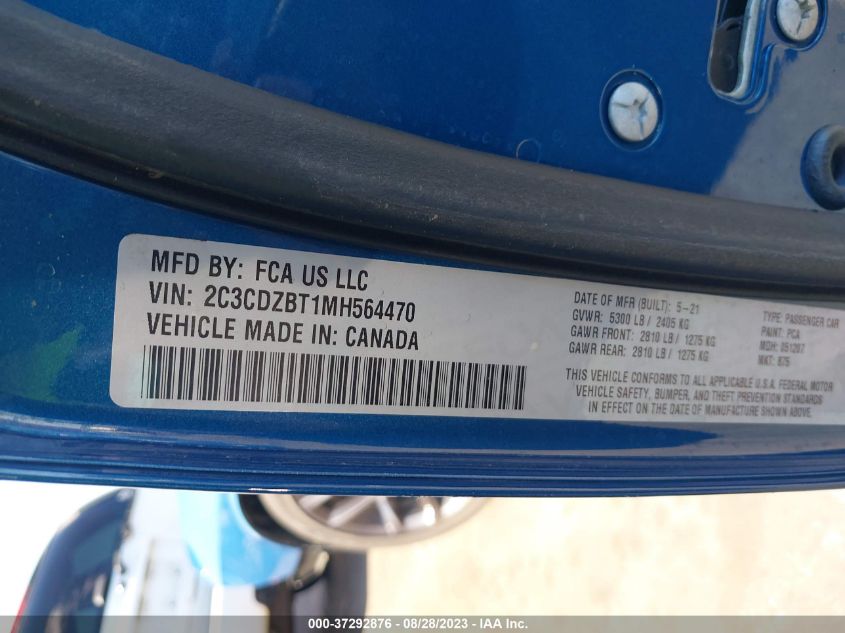 MFD BY: FCA US LLC
VIN: 2C3CDZBT1MH564470
VEHICLE MADE IN: CANADA
DATE OF MFR (BUILT): 5-21
GVWR: 5300 LB / 2405 KG
GAWR FRONT: 2810 LB / 1275 KG
GAWR REAR: 2810 LB / 1275 KG
TYPE: PASSENGER CAR
PAINT: PCA
MDH: 051207
MKT: 875
THIS VEHICLE CONFORMS TO ALL APPLICABLE U.S.A. FEDERAL MOTOR
VEHICLE SAFETY, BUMPER, AND THEFT PREVENTION STANDARDS
IN EFFECT ON THE DATE OF MANUFACTURE SHOWN ABOVE.
000-37292876 - 08/28/2023 - IAA Inc.